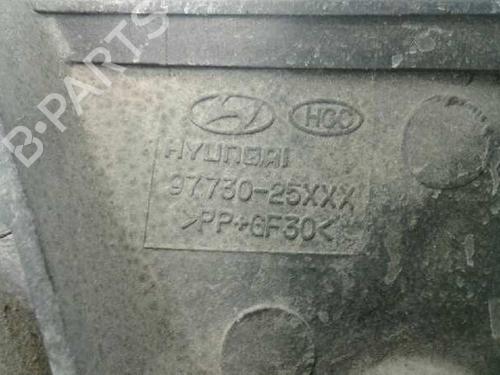 HCC
HYUNDAI
97730-25XXX
>PP+GF30<
B-PARTS